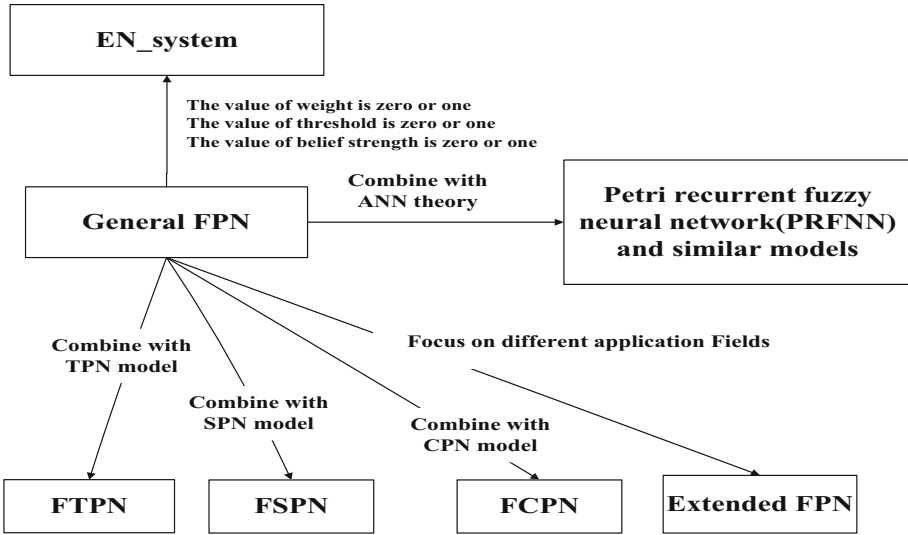 EN_system
The value of weight is zero or one
The value of threshold is zero or one
The value of belief strength is zero or one
General FPN
Combine with
ANN theory
Petri recurrent fuzzy
neural network(PRFNN)
and similar models
Combine with
TPN model
Combine with
SPN model
Combine with
CPN model
Focus on different application Fields
FTPN
FSPN
FCPN
Extended FPN